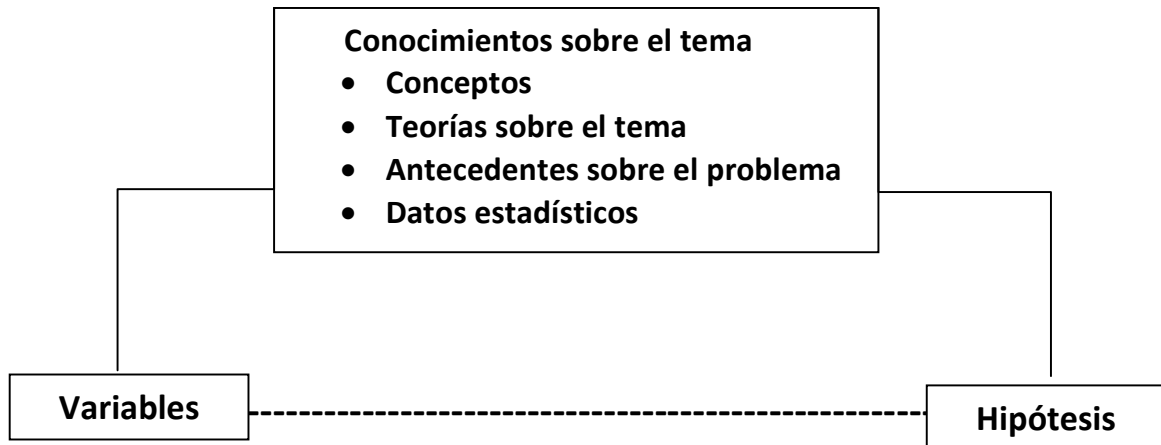 Conocimientos sobre el tema
• Conceptos
• Teorías sobre el tema
• Antecedentes sobre el problema
• Datos estadísticos
Variables
Hipótesis